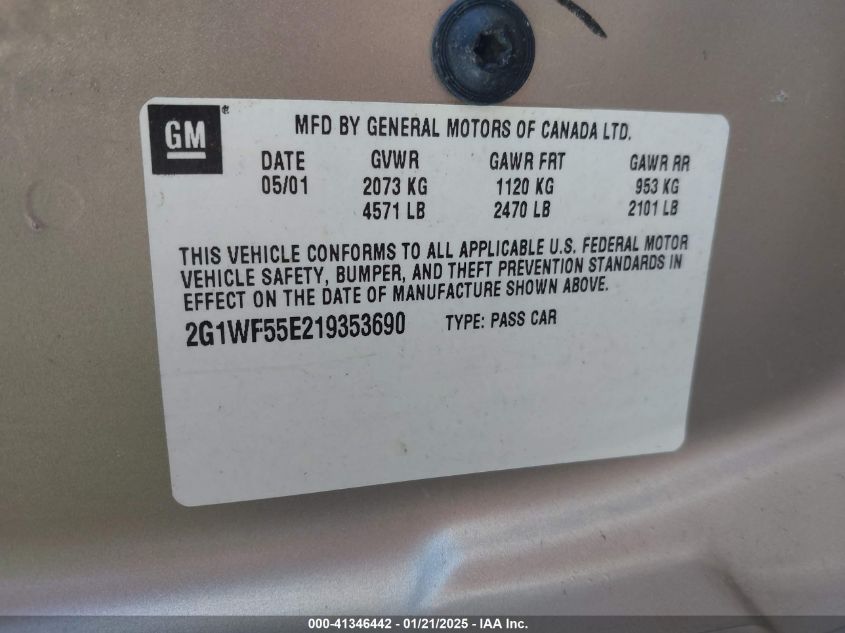 GM
MFD BY GENERAL MOTORS OF CANADA LTD.
DATE GVWR GAWR FRT GAWR RR
05/01 2073 KG 1120 KG 953 KG
4571 LB 2470 LB 2101 LB
THIS VEHICLE CONFORMS TO ALL APPLICABLE U.S. FEDERAL MOTOR
VEHICLE SAFETY, BUMPER, AND THEFT PREVENTION STANDARDS IN
EFFECT ON THE DATE OF MANUFACTURE SHOWN ABOVE.
2G1WF55E219353690 TYPE: PASS CAR
000-41346442 - 01/21/2025 - IAA Inc.